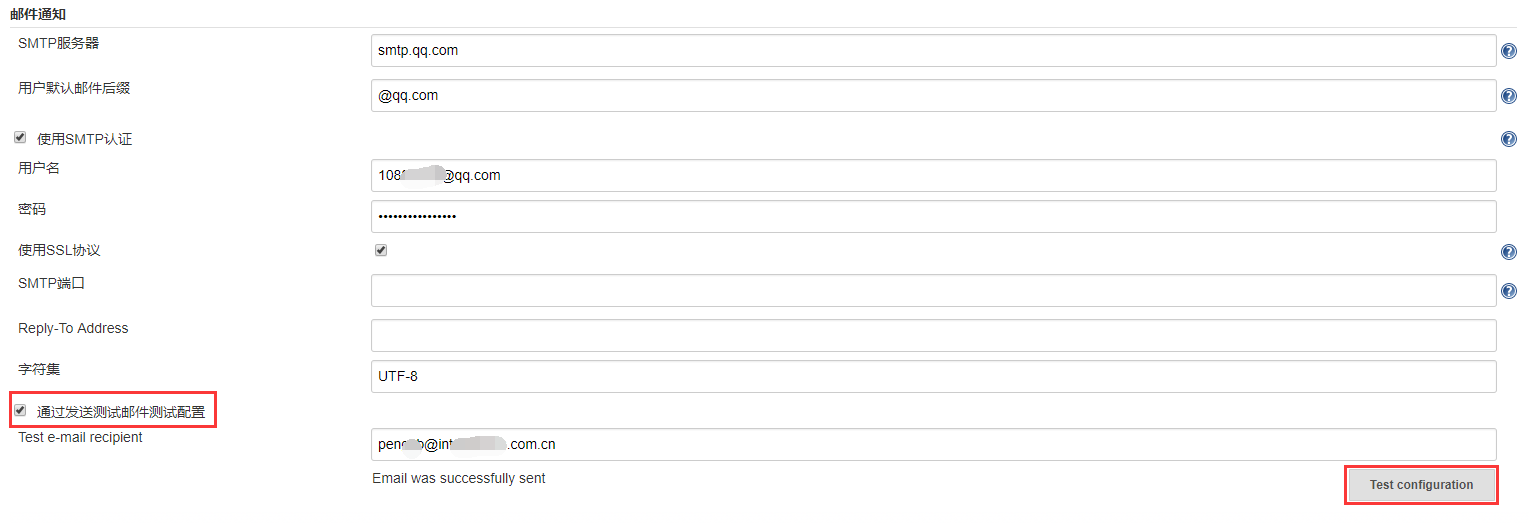 邮件通知
SMTP服务器
smtp.qq.com
用户默认邮件后缀
@qq.com
使用SMTP认证
用户名
108 @qq.com
密码
••••••••••••••••
使用SSL协议
SMTP端口
Reply-To Address
字符集
UTF-8
通过发送测试邮件测试配置
Test e-mail recipient
pen b@int .com.cn
Email was successfully sent
Test configuration